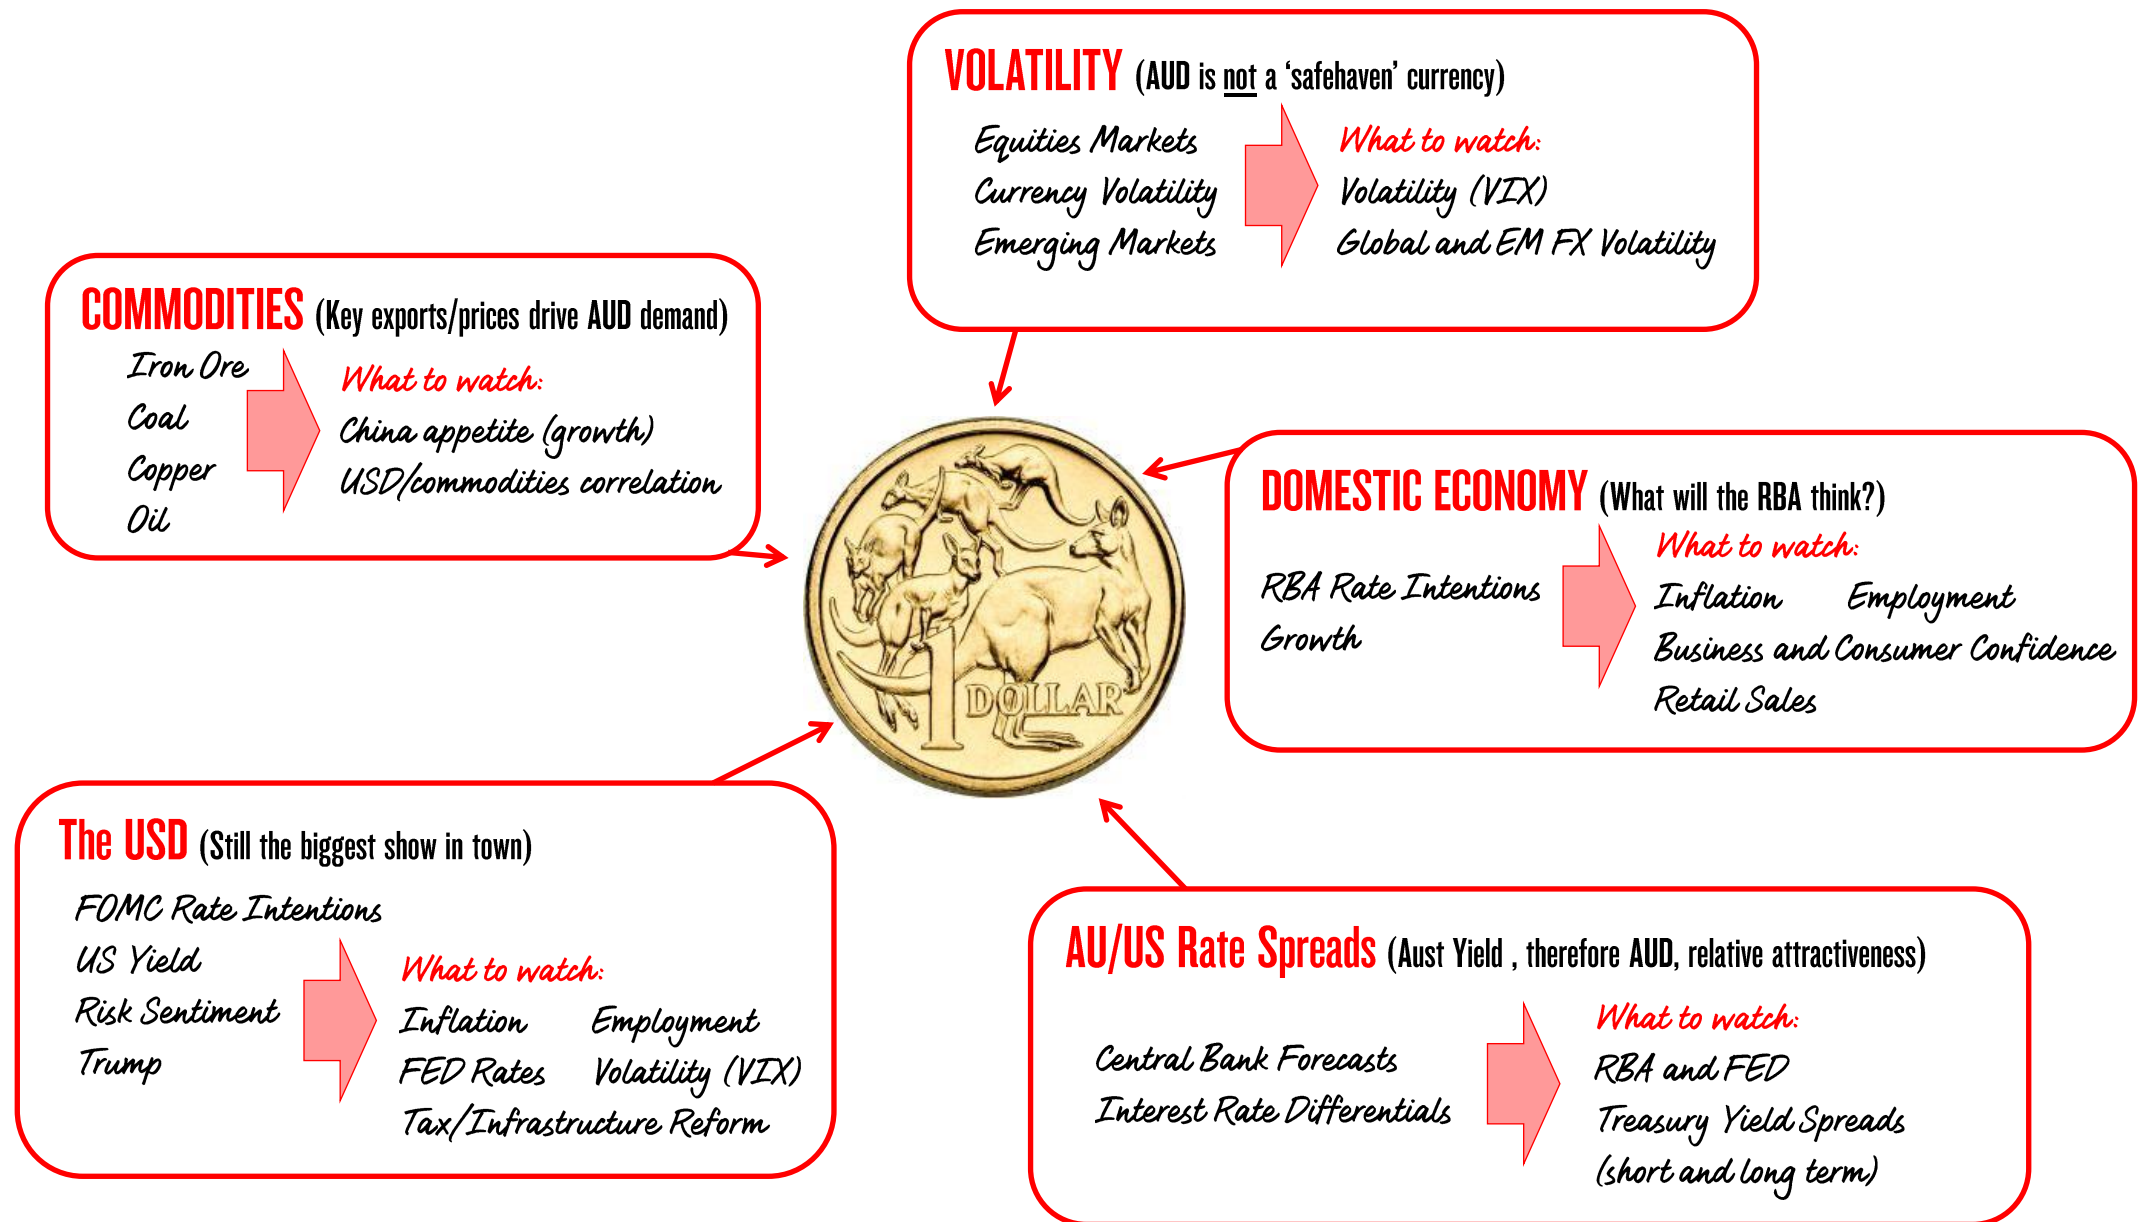 VOLATILITY (AUD is not a ‘safehaven’ currency)
Equities Markets
Currency Volatility
Emerging Markets
What to watch:
Volatility (VIX)
Global and EM FX Volatility
COMMODITIES (Key exports/prices drive AUD demand)
Iron Ore
Coal
Copper
Oil
What to watch:
China appetite (growth)
USD/commodities correlation
1 DOLLAR
DOMESTIC ECONOMY (What will the RBA think?)
RBA Rate Intentions
Growth
What to watch:
Inflation Employment
Business and Consumer Confidence
Retail Sales
The USD (Still the biggest show in town)
FOMC Rate Intentions
US Yield
Risk Sentiment
Trump
What to watch:
Inflation Employment
FED Rates Volatility (VIX)
Tax/Infrastructure Reform
AU/US Rate Spreads (Aust Yield , therefore AUD, relative attractiveness)
Central Bank Forecasts
Interest Rate Differentials
What to watch:
RBA and FED
Treasury Yield Spreads
(short and long term)